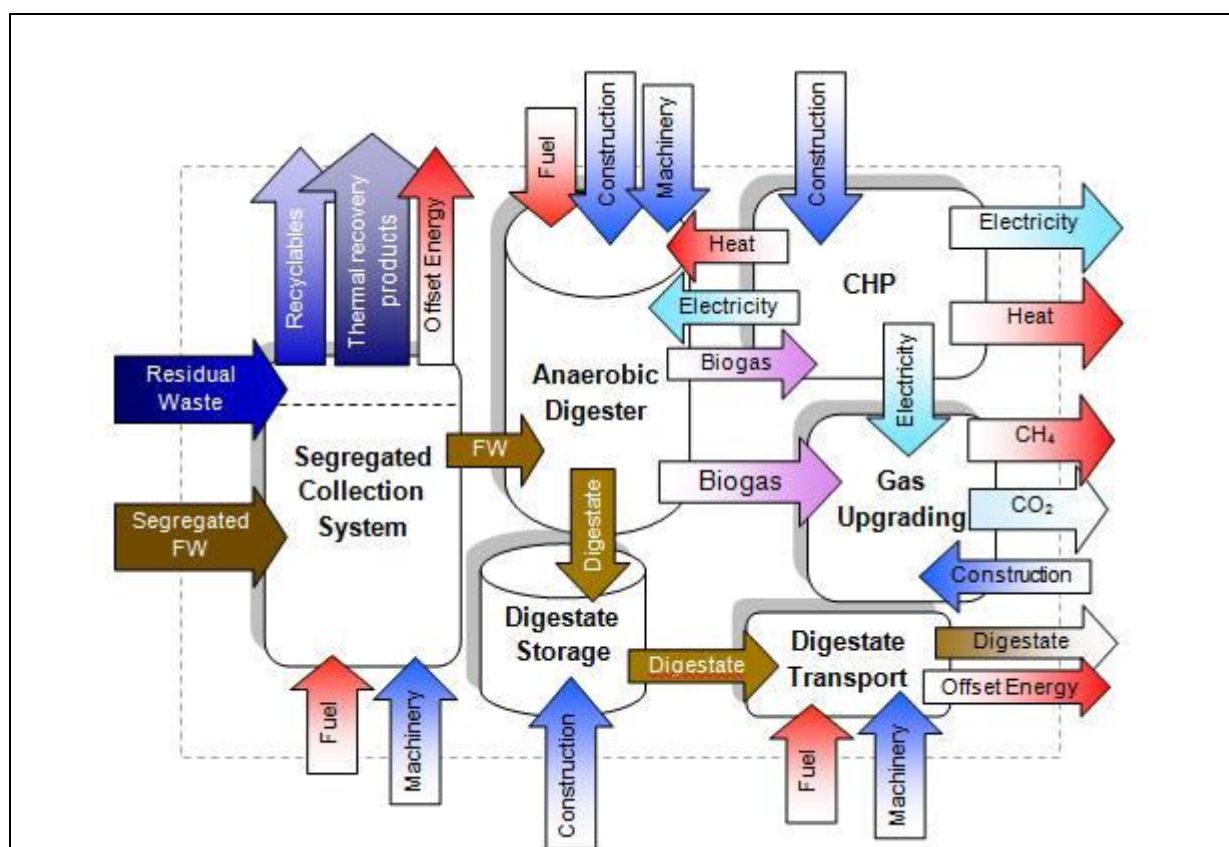 Fuel
Construction
Machinery
Construction
Recyclables
Thermal recovery
products
Offset Energy
Electricity
Heat
CHP
Electricity
Heat
Biogas
Residual
Waste
Anaerobic
Digester
Electricity
CH₄
FW
Segregated
Collection
System
Biogas
Gas
Upgrading
CO₂
Segregated
FW
Digestate
Construction
Digestate
Storage
Digestate
Digestate
Transport
Digestate
Offset Energy
Fuel
Machinery
Construction
Fuel
Machinery